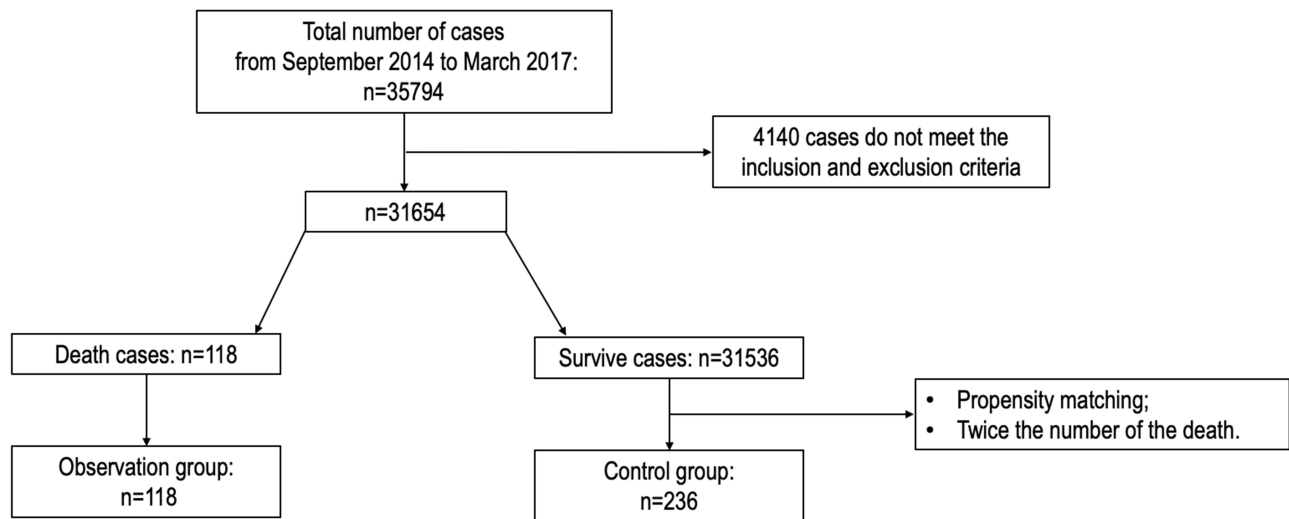 Total number of cases
from September 2014 to March 2017:
n=35794
4140 cases do not meet the
inclusion and exclusion criteria
n=31654
Death cases: n=118
Survive cases: n=31536
• Propensity matching;
• Twice the number of the death.
Observation group:
n=118
Control group:
n=236